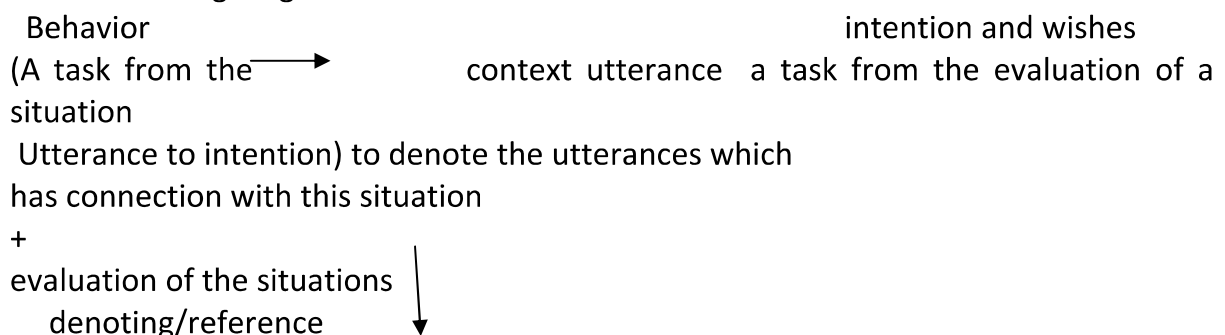 Behavior intention and wishes
(A task from the context utterance a task from the evaluation of a
situation
Utterance to intention) to denote the utterances which
has connection with this situation
+
evaluation of the situations
denoting/reference